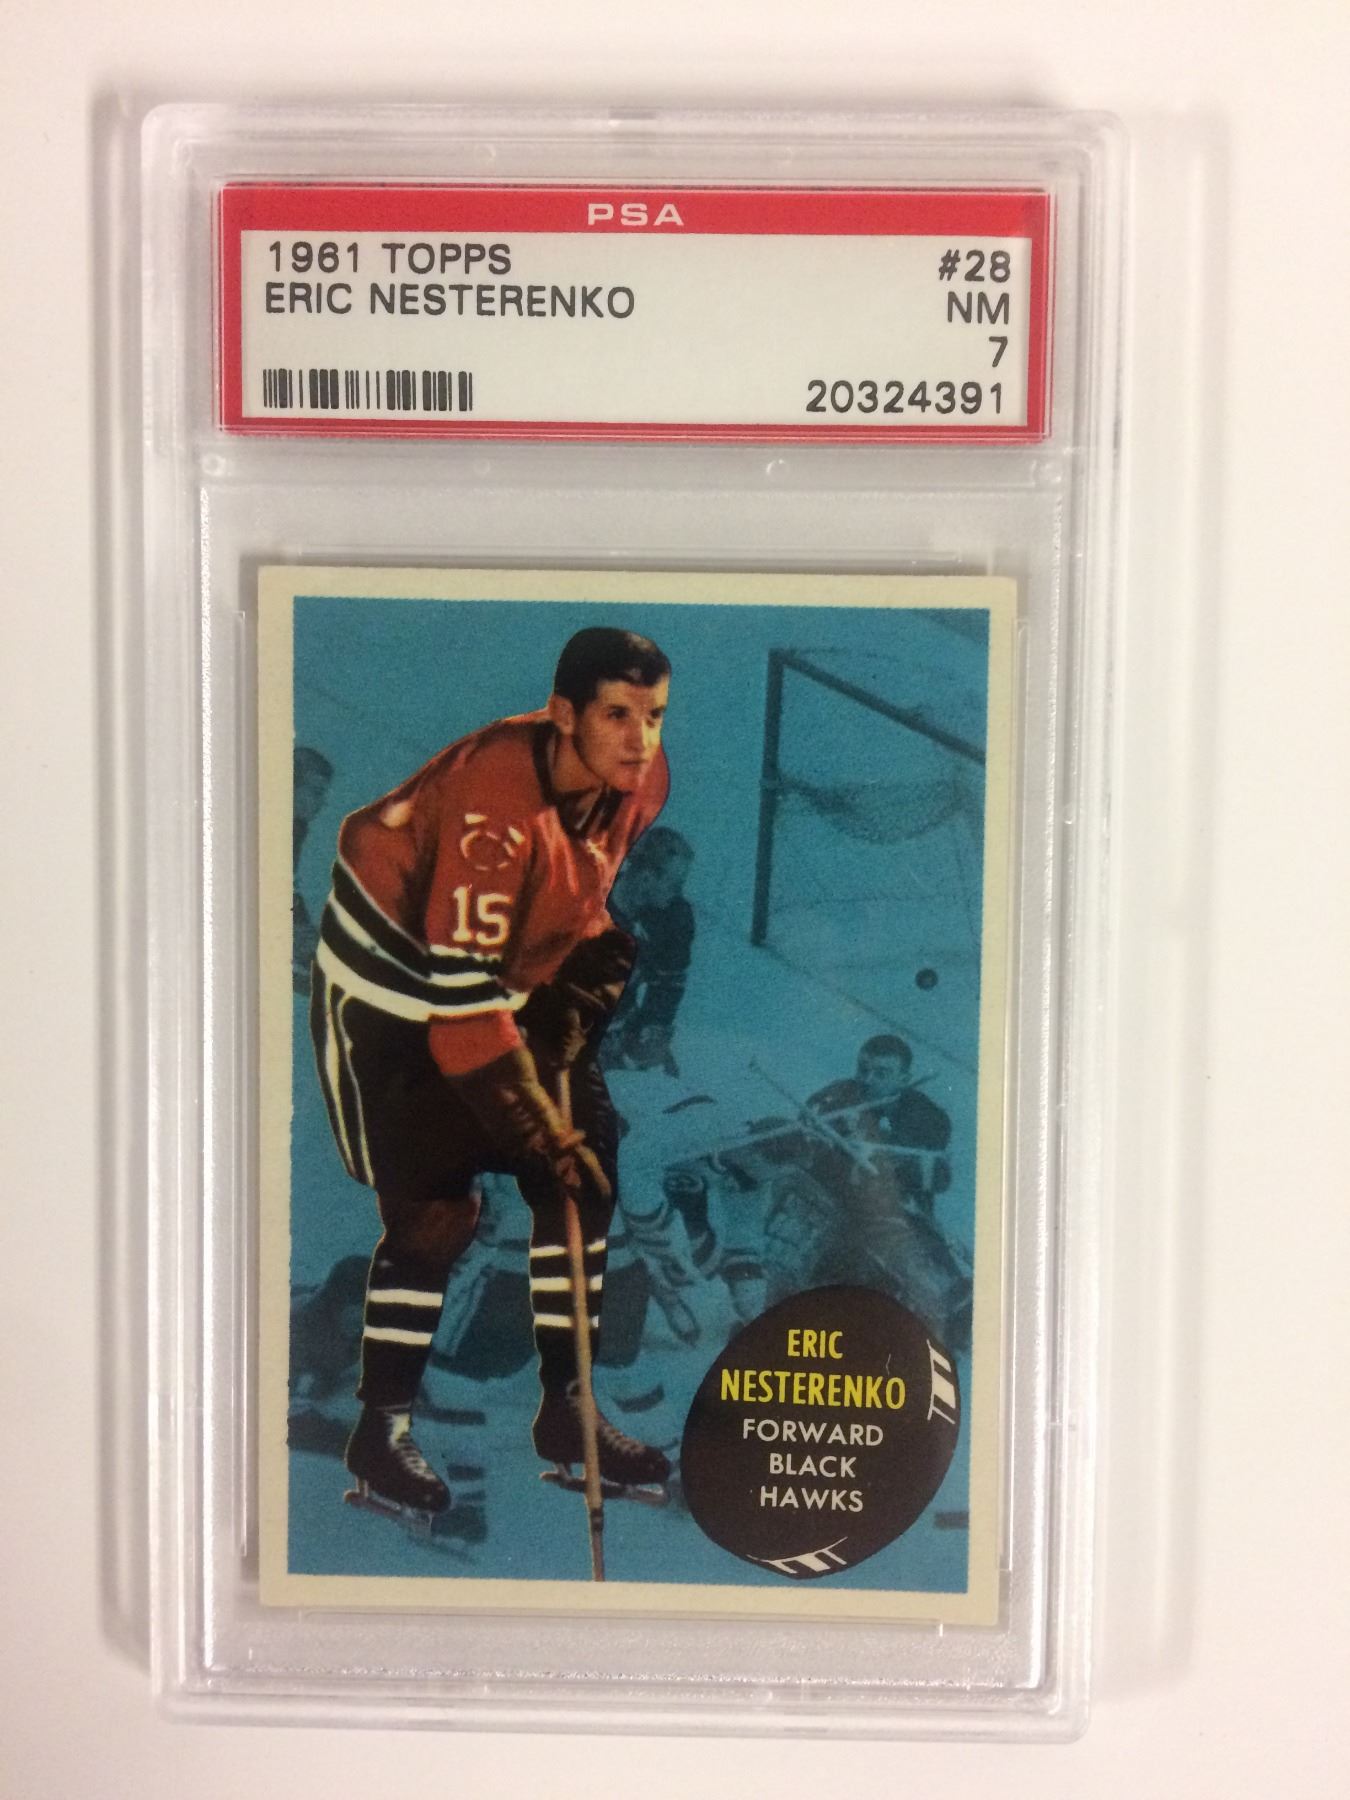 PSA
1961 TOPPS #28
ERIC NESTERENKO NM
7
20324391
15
ERIC
NESTERENKO
FORWARD
BLACK
HAWKS